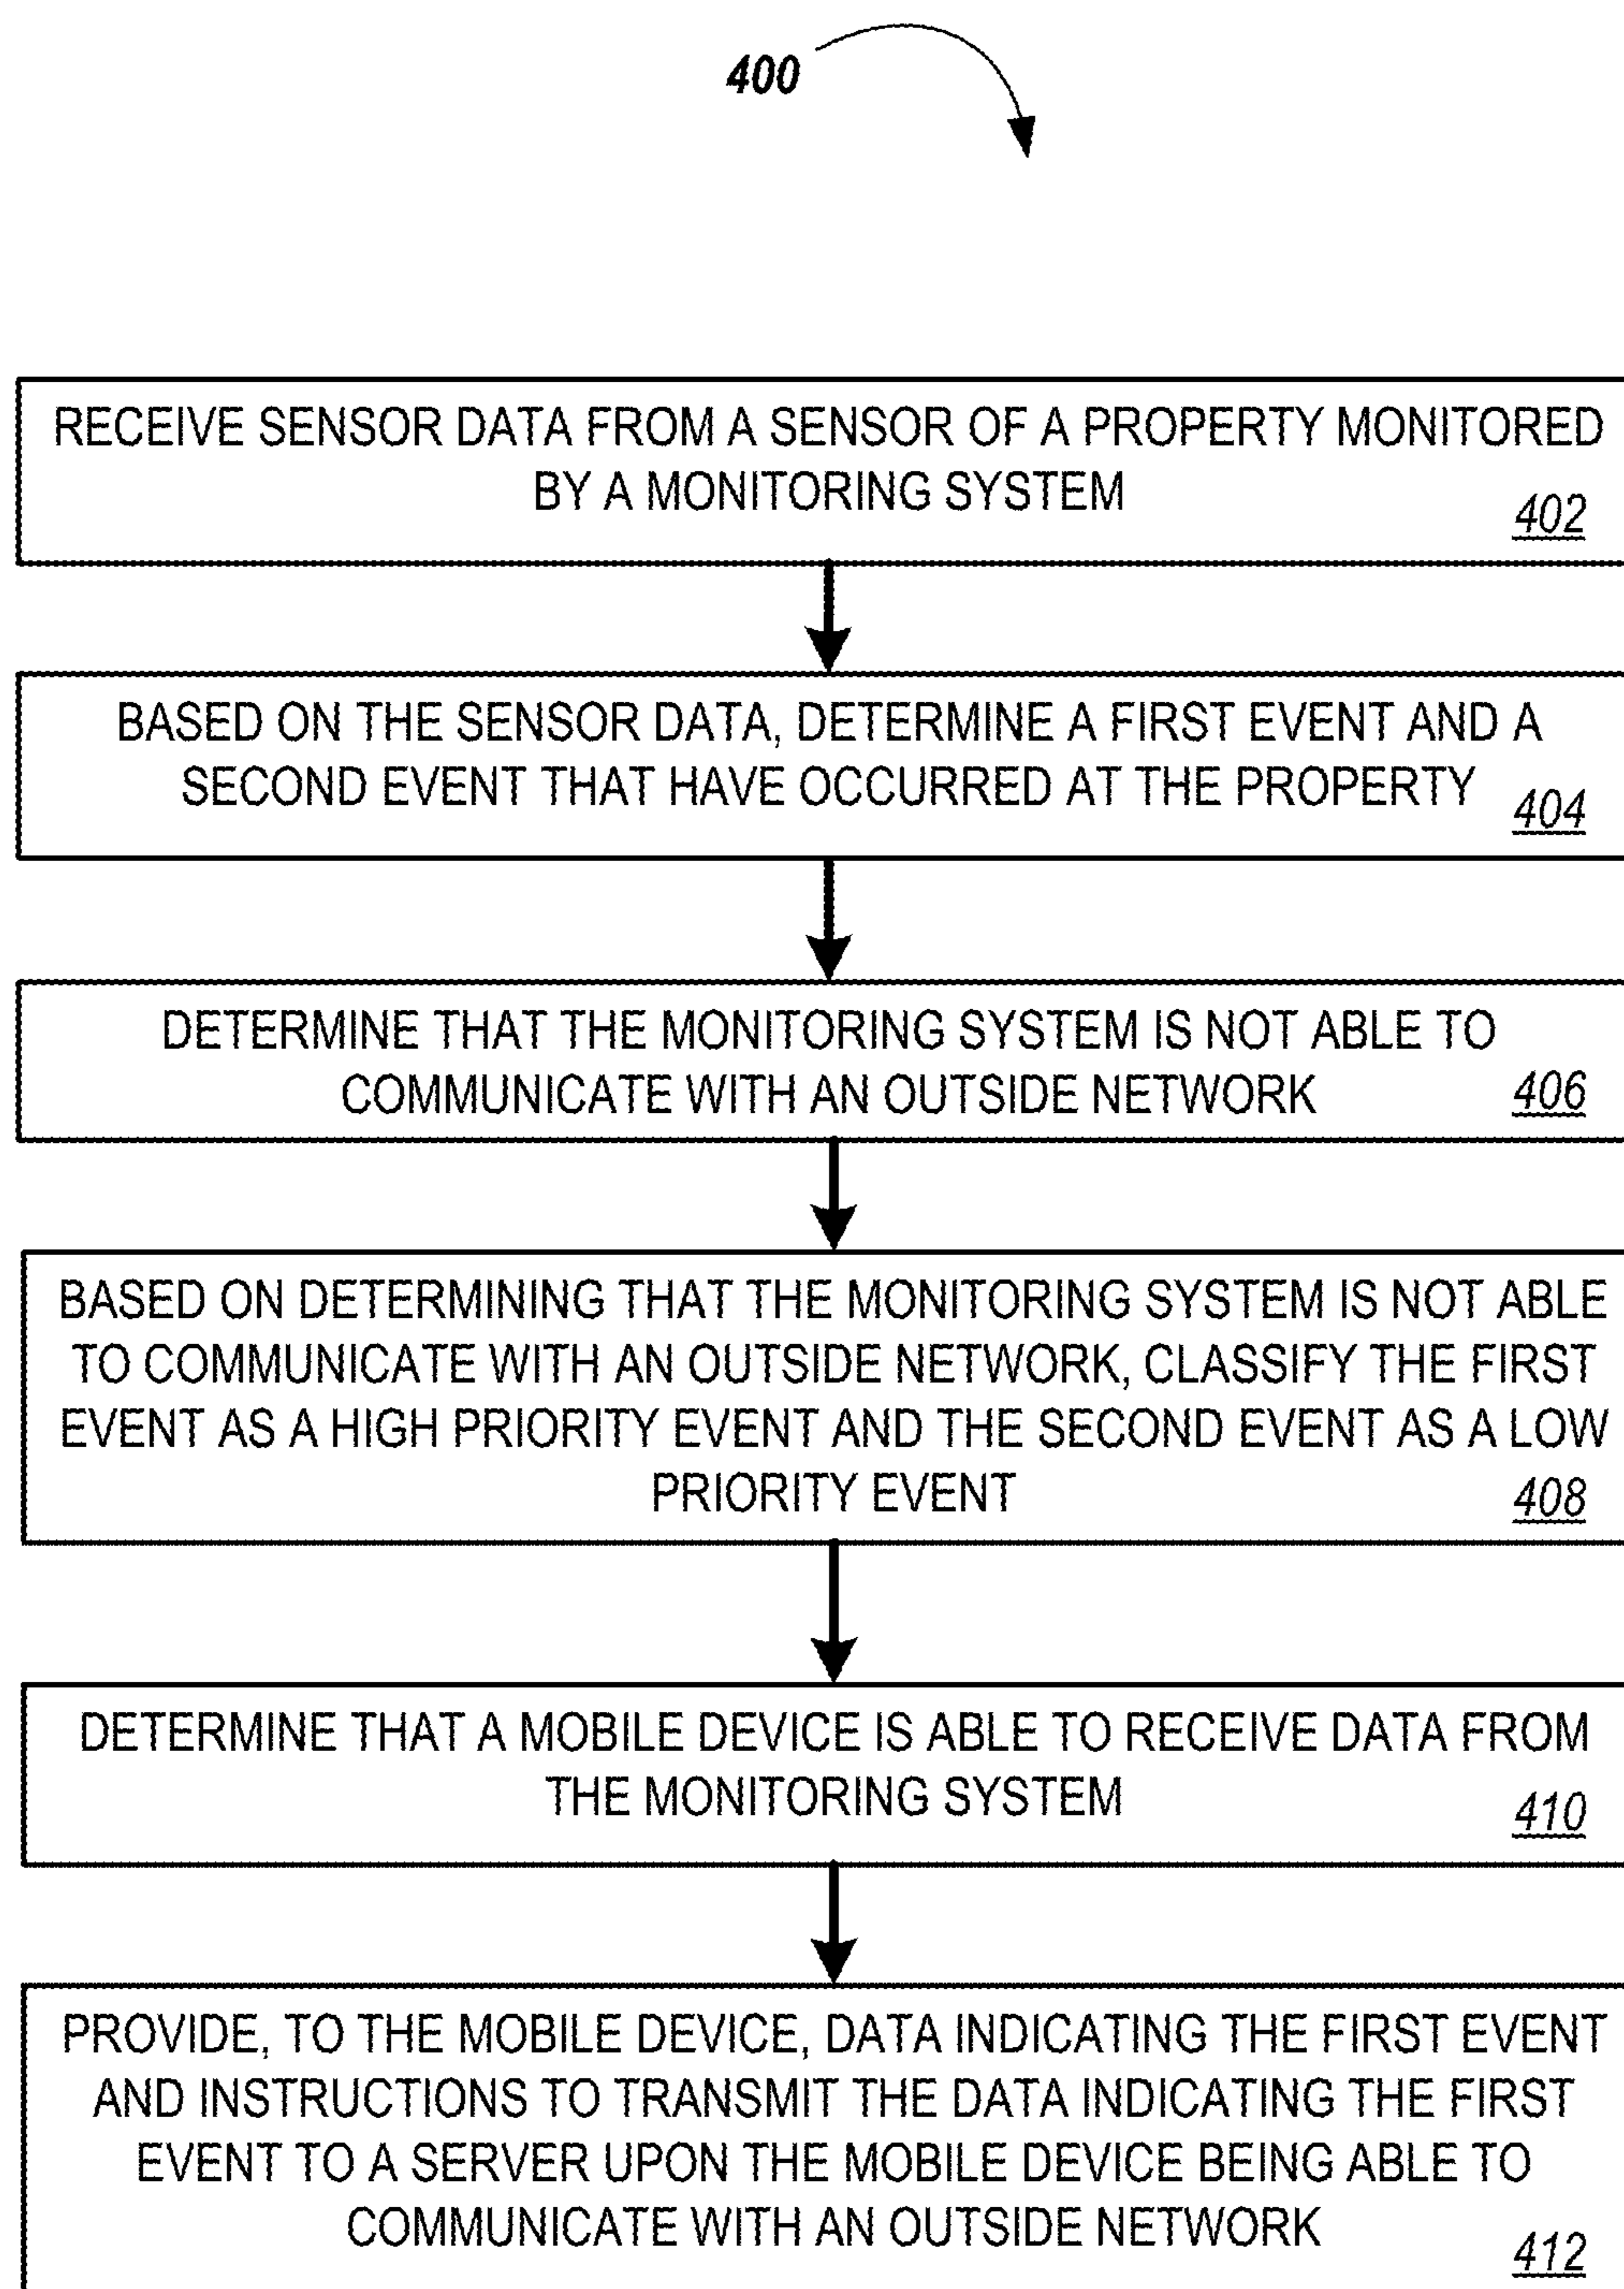 400
RECEIVE SENSOR DATA FROM A SENSOR OF A PROPERTY MONITORED
BY A MONITORING SYSTEM
402
BASED ON THE SENSOR DATA, DETERMINE A FIRST EVENT AND A
SECOND EVENT THAT HAVE OCCURRED AT THE PROPERTY
404
DETERMINE THAT THE MONITORING SYSTEM IS NOT ABLE TO
COMMUNICATE WITH AN OUTSIDE NETWORK
406
BASED ON DETERMINING THAT THE MONITORING SYSTEM IS NOT ABLE
TO COMMUNICATE WITH AN OUTSIDE NETWORK, CLASSIFY THE FIRST
EVENT AS A HIGH PRIORITY EVENT AND THE SECOND EVENT AS A LOW
PRIORITY EVENT
408
DETERMINE THAT A MOBILE DEVICE IS ABLE TO RECEIVE DATA FROM
THE MONITORING SYSTEM
410
PROVIDE, TO THE MOBILE DEVICE, DATA INDICATING THE FIRST EVENT
AND INSTRUCTIONS TO TRANSMIT THE DATA INDICATING THE FIRST
EVENT TO A SERVER UPON THE MOBILE DEVICE BEING ABLE TO
COMMUNICATE WITH AN OUTSIDE NETWORK
412